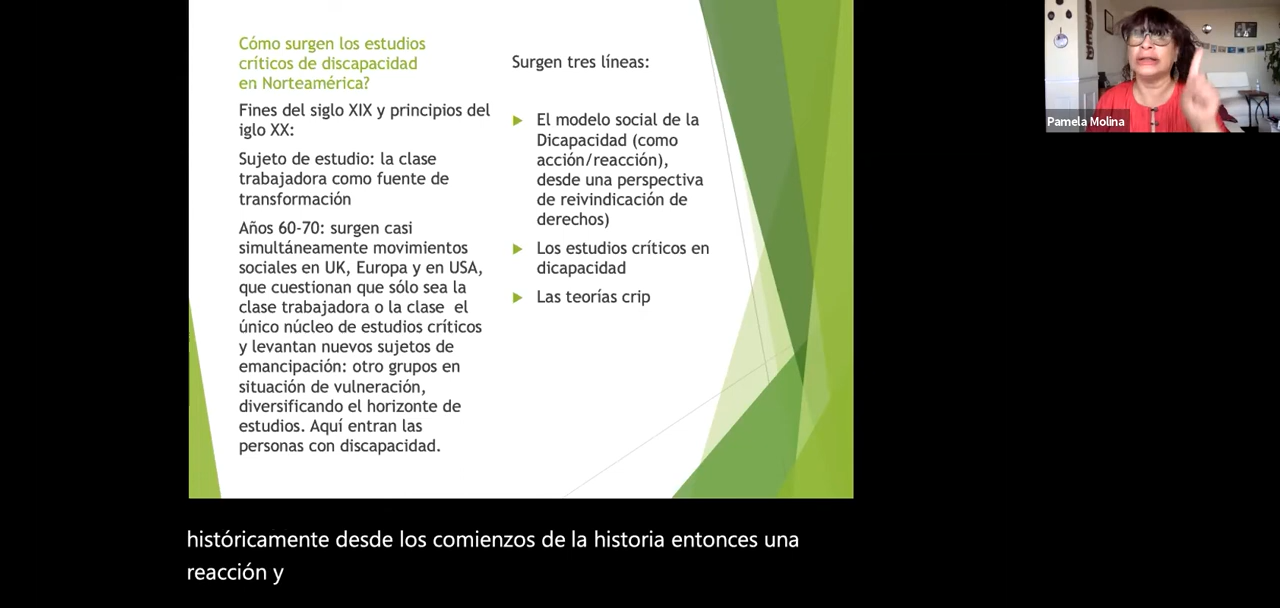 Cómo surgen los estudios
críticos de discapacidad
en Norteamérica?
Fines del siglo XIX y principios del
iglo XX:
Sujeto de estudio: la clase
trabajadora como fuente de
transformación
Años 60-70: surgen casi
simultáneamente movimientos
sociales en UK, Europa y en USA,
que cuestionan que sólo sea la
clase trabajadora o la clase el
único núcleo de estudios críticos
y levantan nuevos sujetos de
emancipación: otro grupos en
situación de vulneración,
diversificando el horizonte de
estudios. Aquí entran las
personas con discapacidad.
Surgen tres líneas:
El modelo social de la
Dicapacidad (como
acción/reacción),
desde una perspectiva
de reivindicación de
derechos)
Los estudios críticos en
dicapacidad
Las teorías crip
Pamela Molina
históricamente desde los comienzos de la historia entonces una
reacción y